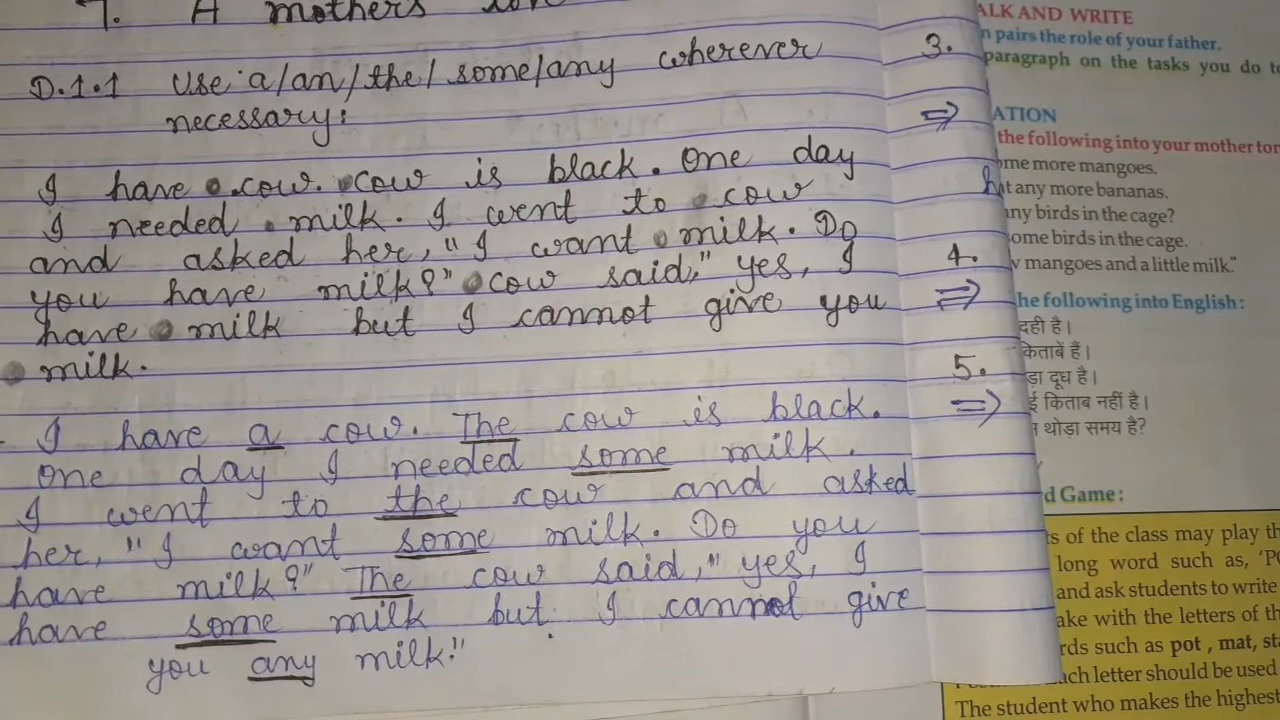 7. A mothers
D.1.1 Use a/an/the/some/any wherever
necessary:
I have cow. cow is black. One day
I needed milk. I went to cow
and asked her, "I want milk. Do
you have milk?" cow said," yes, I
have milk but I cannot give you
milk.
I have a cow. The cow is black.
One day I needed some milk.
I went to the cow and asked
her, "I want some milk. Do you
have milk?" The cow said," yes, I
have some milk but I cannot give
you any milk."
3.
⇒
4.
⇒
5.
⇒
ALK AND WRITE
n pairs the role of your father.
paragraph on the tasks you do
ATION
the following into your mother
me more mangoes.
any more bananas.
ny birds in the cage?
ome birds in the cage.
mangoes and a little milk."
he following into English:
दही है।
किताबें हैं।
दूध है।
किताब नहीं है।
थोड़ा समय है?
d Game:
s of the class may play
long word such as,
and ask students to write
ake with the letters of
rds such as pot, mat,
ach letter should be used
The student who makes the highest